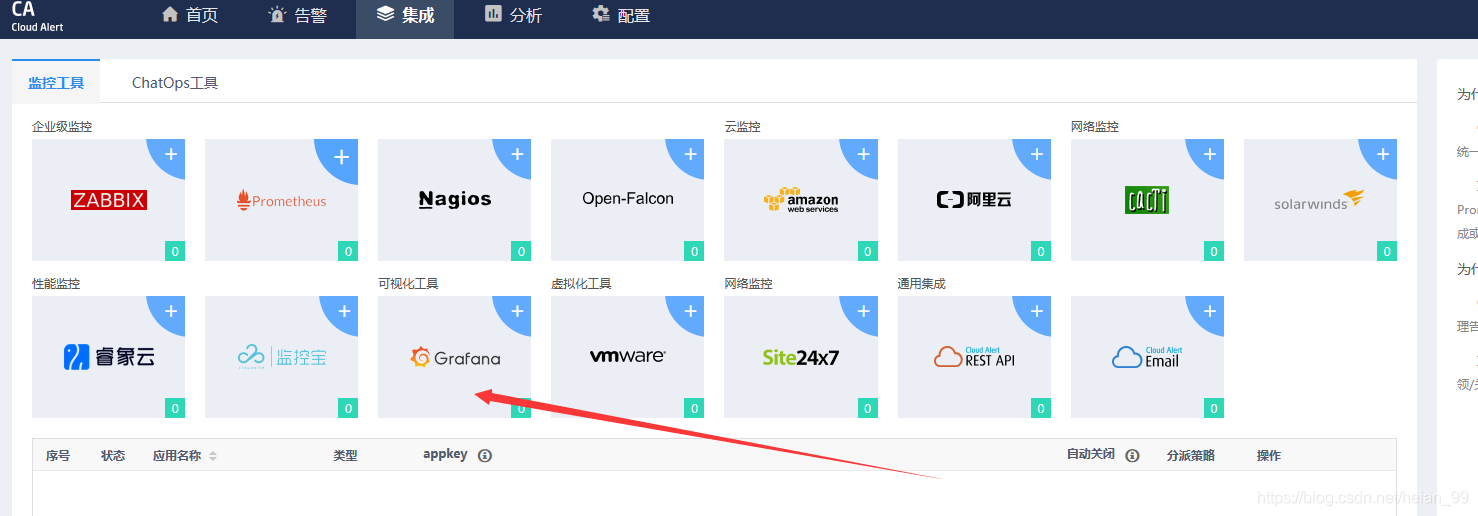 CA
Cloud Alert
首页
告警
集成
分析
配置
监控工具
ChatOps工具
企业级监控
云监控
网络监控
ZABBIX
Prometheus
Nagios
Open-Falcon
amazon
web services
阿里云
cacti
solarwinds
0
0
0
0
0
0
0
0
性能监控
可视化工具
虚拟化工具
网络监控
通用集成
睿象云
监控宝
Grafana
vmware
Site24x7
Cloud Alert
REST API
Cloud Alert
Email
0
0
0
0
0
0
0
序号
状态
应用名称
类型
appkey
自动关闭
分派策略
操作
为什
统一
Pro
成或
为什
理告
领/关
https://blog.csdn.net/heian_99